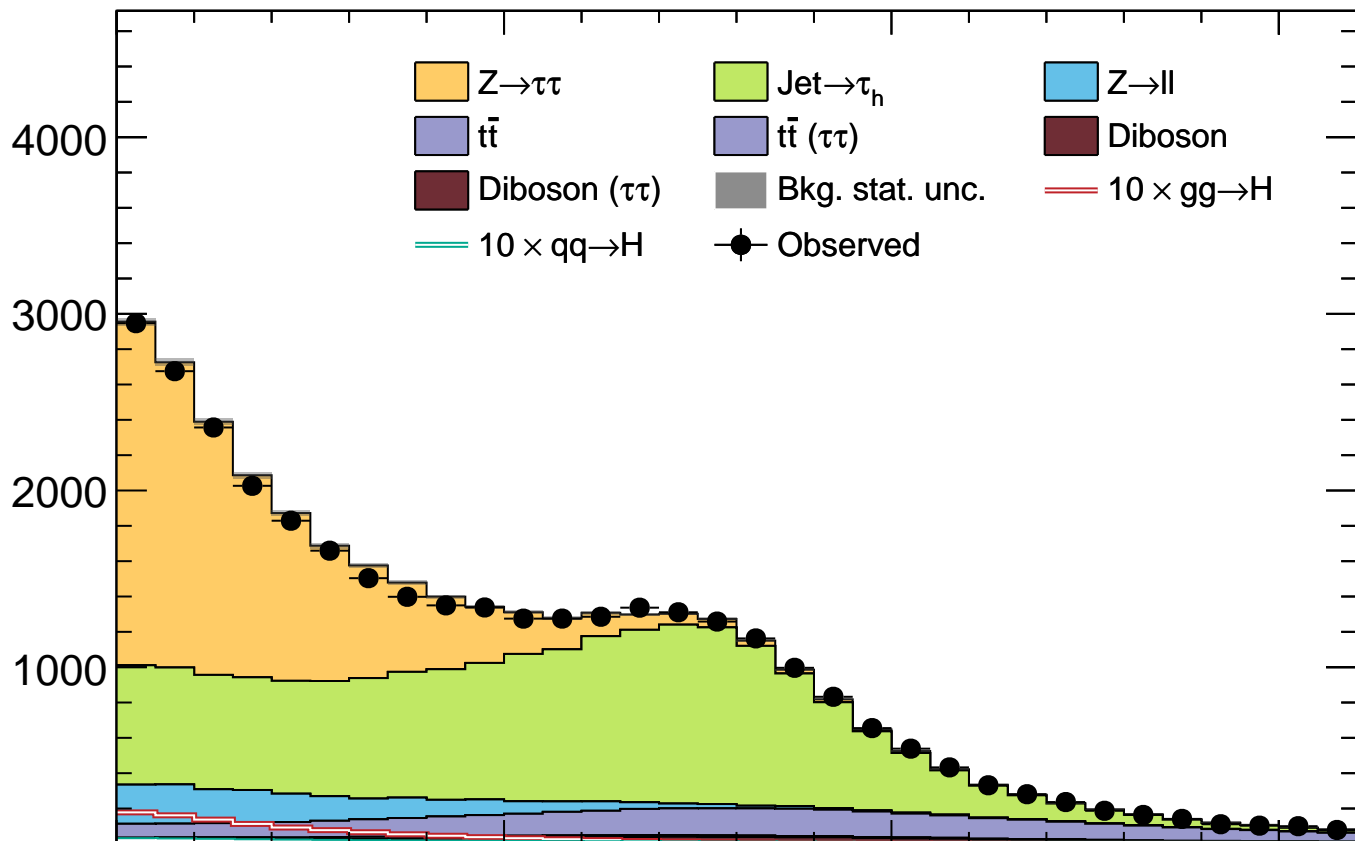 Z→ττ Jet→τₕ Z→ll
4000 tt̄ tt̄ (ττ) Diboson
Diboson (ττ) Bkg. stat. unc. 10 × gg→H
10 × qq→H Observed
3000
2000
1000